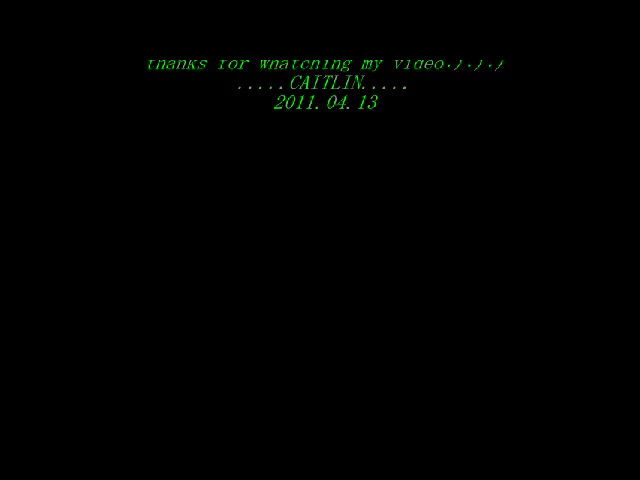 thanks for whatching my video:):):)
.....CAITLIN.....
2011.04.13